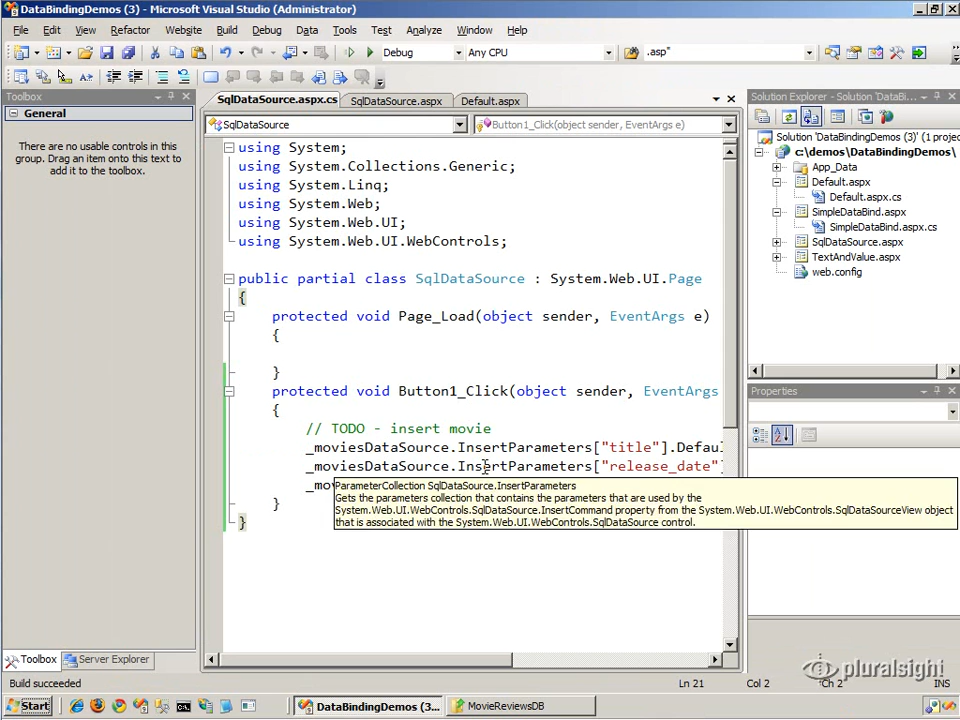 DataBindingDemos (3) - Microsoft Visual Studio (Administrator)
File Edit View Refactor Website Build Debug Data Tools Test Analyze Window Help
Debug Any CPU .asp"
Toolbox
General
There are no usable controls in this
group. Drag an item onto this text to
add it to the toolbox.
Toolbox Server Explorer
SqlDataSource.aspx.cs SqlDataSource.aspx Default.aspx
SqlDataSource Button1_Click(object sender, EventArgs e)
using System;
using System.Collections.Generic;
using System.Linq;
using System.Web;
using System.Web.UI;
using System.Web.UI.WebControls;
public partial class SqlDataSource : System.Web.UI.Page
{
protected void Page_Load(object sender, EventArgs e)
{
}
protected void Button1_Click(object sender, EventArgs
{
// TODO - insert movie
_moviesDataSource.InsertParameters["title"].Defau
_moviesDataSource.InsertParameters["release_date"]
_mov
}
}
ParameterCollection SqlDataSource.InsertParameters
Gets the parameters collection that contains the parameters that are used by the
System.Web.UI.WebControls.SqlDataSource.InsertCommand property from the System.Web.UI.WebControls.SqlDataSourceView object
that is associated with the System.Web.UI.WebControls.SqlDataSource control.
Solution Explorer - Solution 'DataBi...
Solution 'DataBindingDemos (3)' (1 projec
c:\demos\DataBindingDemos\
App_Data
Default.aspx
Default.aspx.cs
SimpleDataBind.aspx
SimpleDataBind.aspx.cs
SqlDataSource.aspx
TextAndValue.aspx
web.config
Properties
pluralsight
Build succeeded Ln 21 Col 2 Ch 2 INS
Start DataBindingDemos (3... MovieReviewsDB